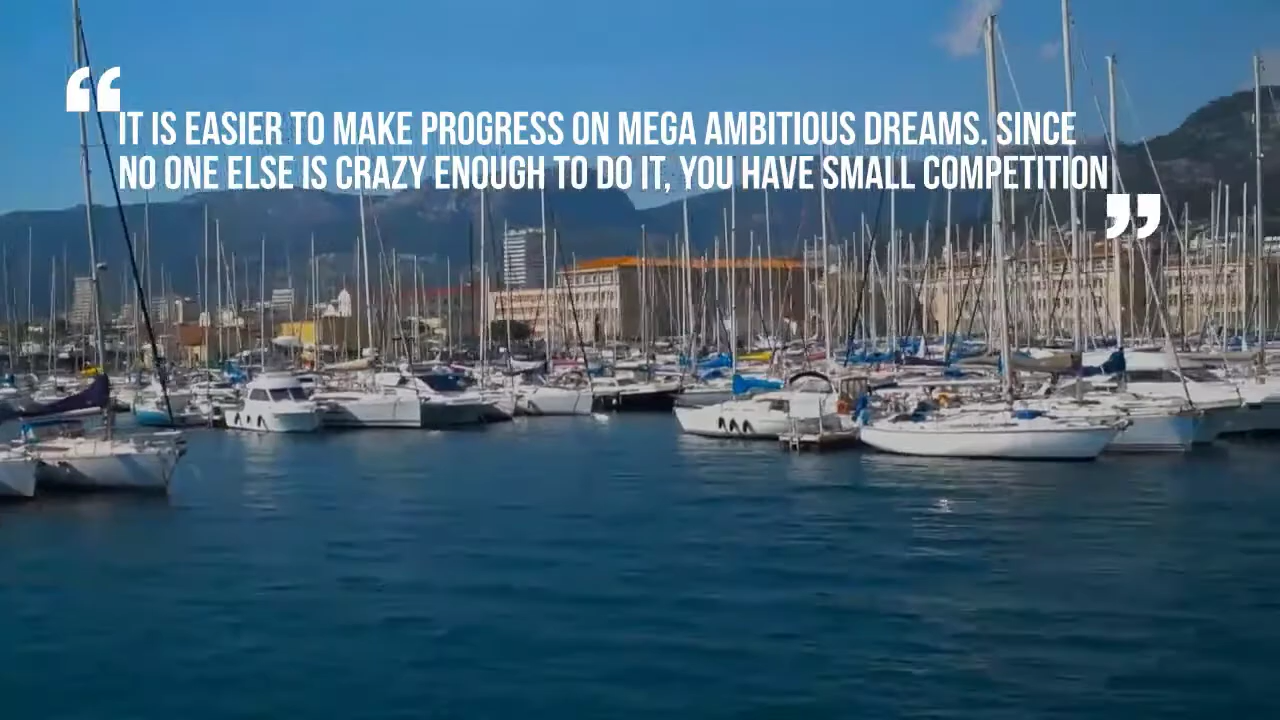 “IT IS EASIER TO MAKE PROGRESS ON MEGA AMBITIOUS DREAMS. SINCE
NO ONE ELSE IS CRAZY ENOUGH TO DO IT, YOU HAVE SMALL COMPETITION”